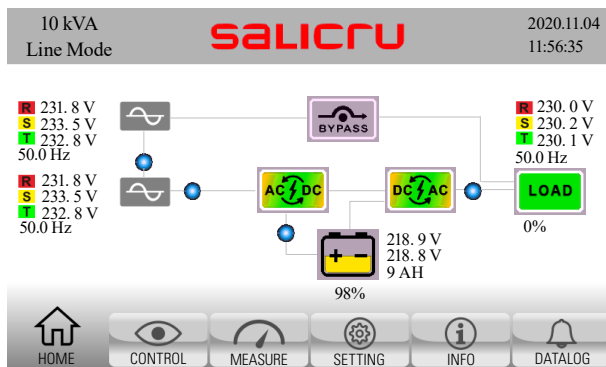 10 kVA
Line Mode
SALICRU
2020.11.04
11:56:35
R 231. 8 V
S 233. 5 V
T 232. 8 V
50.0 Hz
BYPASS
R 230. 0 V
S 230. 2 V
T 230. 1 V
50.0 Hz
R 231. 8 V
S 233. 5 V
T 232. 8 V
50.0 Hz
AC DC
DC AC
LOAD
0%
+ −
218. 9 V
218. 8 V
9 AH
98%
HOME
CONTROL
MEASURE
SETTING
INFO
DATALOG